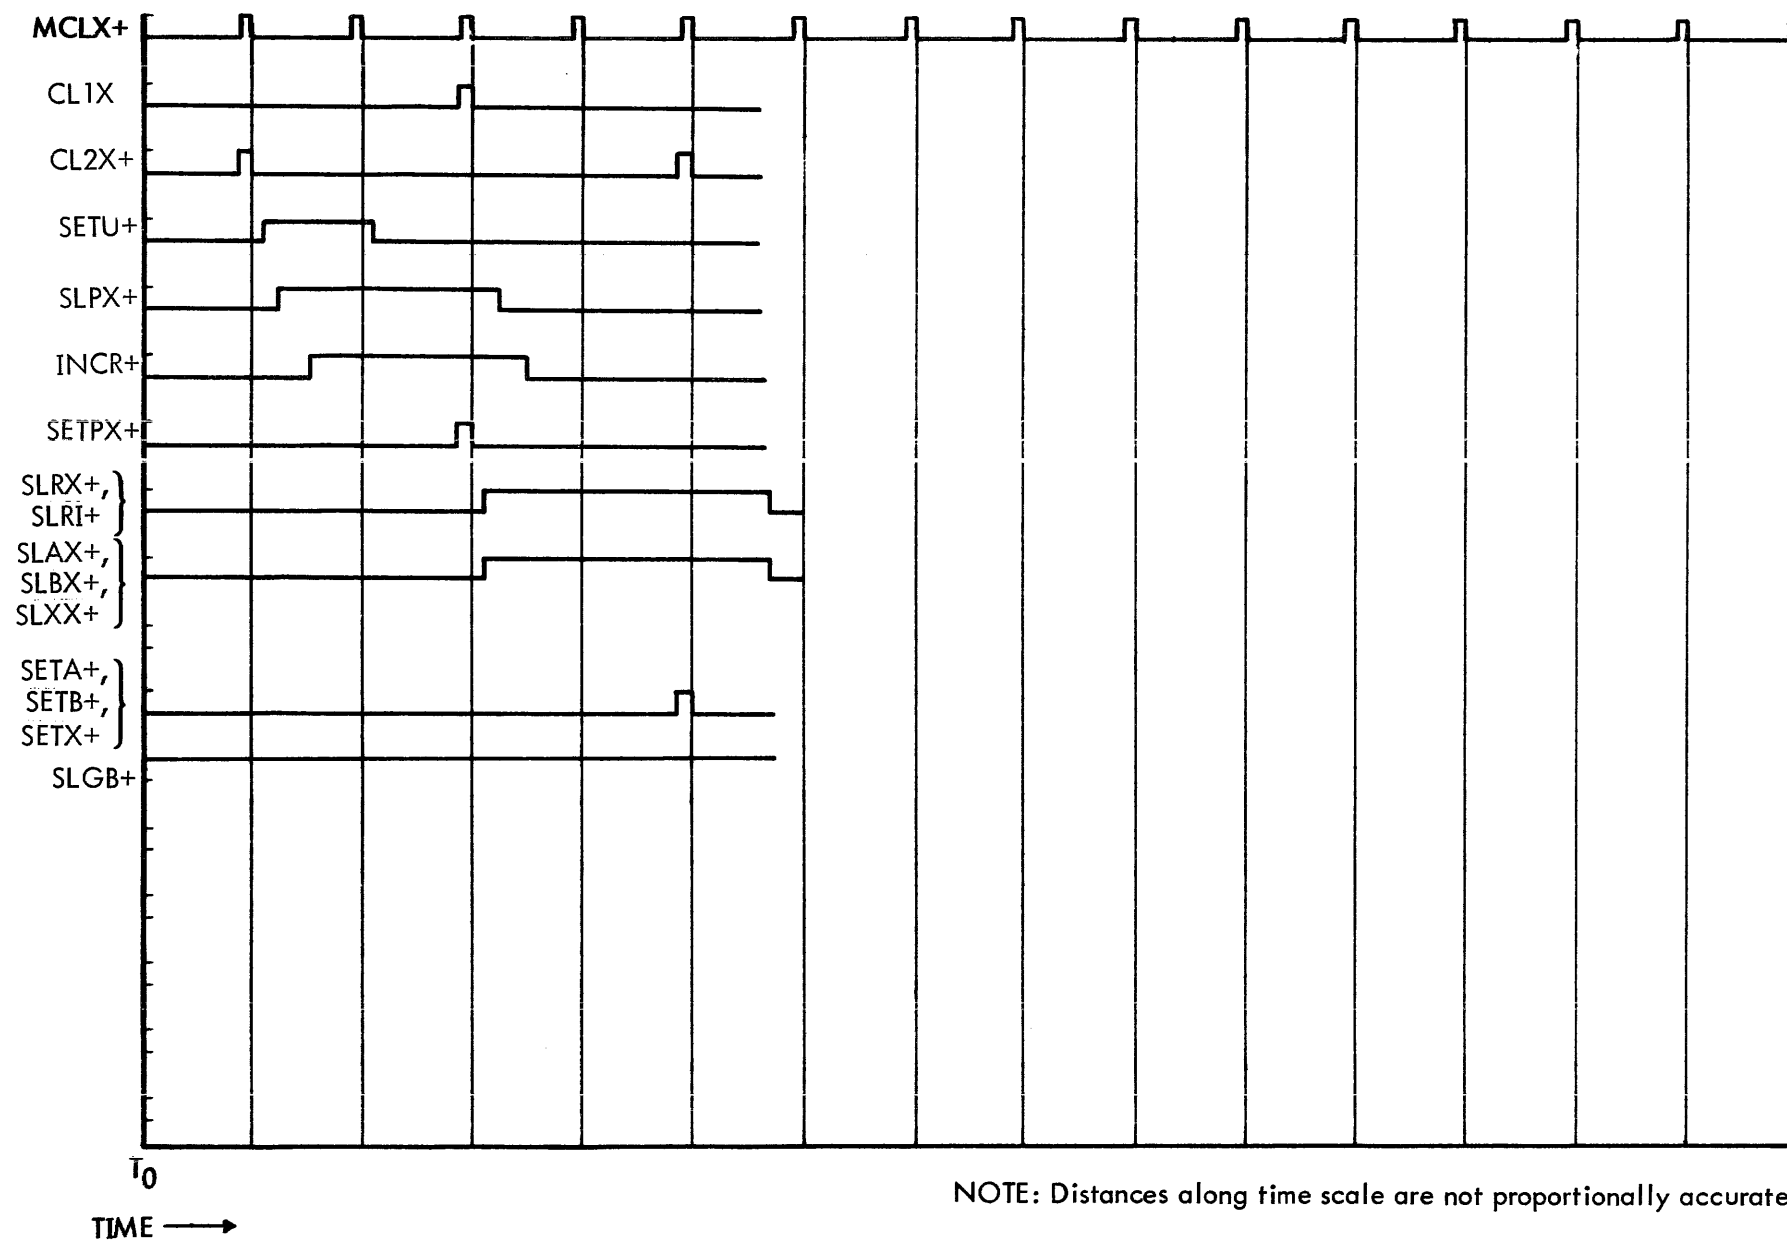 MCLX+
CL1X
CL2X+
SETU+
SLPX+
INCR+
SETPX+
SLRX+,
SLRI+
SLAX+,
SLBX+,
SLXX+
SETA+,
SETB+,
SETX+
SLGB+
T0
NOTE: Distances along time scale are not proportionally accurate
TIME